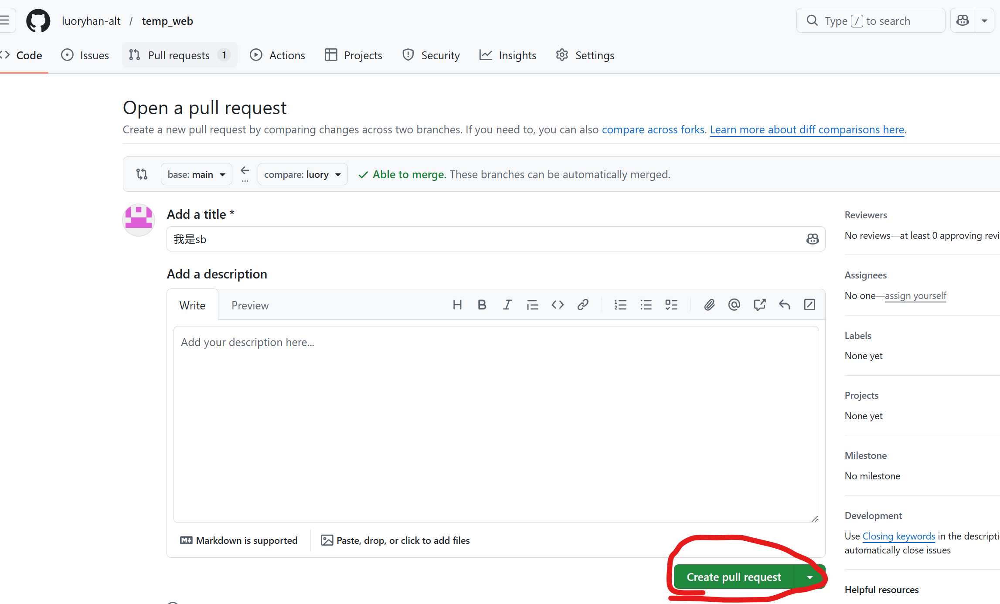 luoryhan-alt / temp_web
Type / to search
Code Issues Pull requests 1 Actions Projects Security Insights Settings
Open a pull request
Create a new pull request by comparing changes across two branches. If you need to, you can also compare across forks. Learn more about diff comparisons here.
base: main ... compare: luory Able to merge. These branches can be automatically merged.
Add a title *
我是sb
Add a description
Write Preview
Add your description here...
Markdown is supported Paste, drop, or click to add files
Create pull request
Reviewers
No reviews—at least 0 approving revi
Assignees
No one—assign yourself
Labels
None yet
Projects
None yet
Milestone
No milestone
Development
Use Closing keywords in the descripti
automatically close issues
Helpful resources